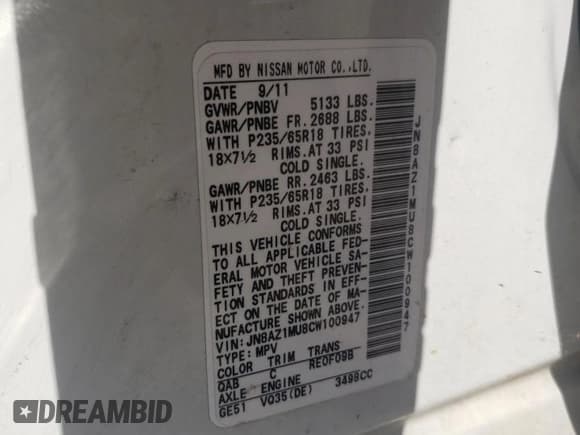 MFD BY NISSAN MOTOR CO.,LTD.
DATE 9/11
GVWR/PNBV 5133 LBS.
GAWR/PNBE FR. 2688 LBS.
WITH P235/65R18 TIRES.
18×7½ RIMS.AT 33 PSI
COLD SINGLE.
GAWR/PNBE RR. 2463 LBS.
WITH P235/65R18 TIRES.
18×7½ RIMS.AT 33 PSI
COLD SINGLE.
THIS VEHICLE CONFORMS
TO ALL APPLICABLE FED-
ERAL MOTOR VEHICLE SA-
FETY AND THEFT PREVEN-
TION STANDARDS IN EFF-
ECT ON THE DATE OF MA-
NUFACTURE SHOWN ABOVE.
VIN: JN8AZ1MU8CW100947
TYPE: MPV
COLOR TRIM TRANS
QAB C RE0F09B
AXLE ENGINE
GE51 VQ35(DE) 3498CC
JN8AZ1MU8CW100947
DREAMBID